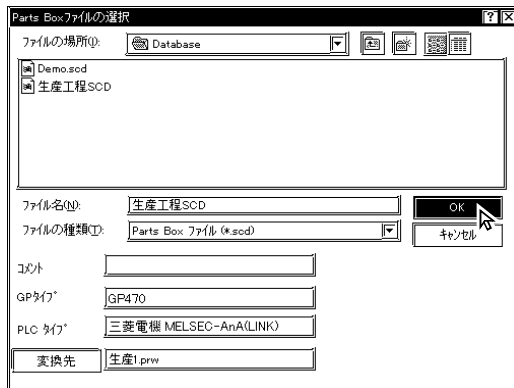 Parts Boxﾌｧｲﾙの選択
ﾌｧｲﾙの場所(I):
Database
Demo.scd
生産工程SCD
ﾌｧｲﾙ名(N):
生産工程SCD
OK
ﾌｧｲﾙの種類(T):
Parts Box ﾌｧｲﾙ (*.scd)
ｷｬﾝｾﾙ
ｺﾒﾝﾄ
GPﾀｲﾌﾟ
GP470
PLC ﾀｲﾌﾟ
三菱電機 MELSEC-AnA(LINK)
変換先
生産1.prw